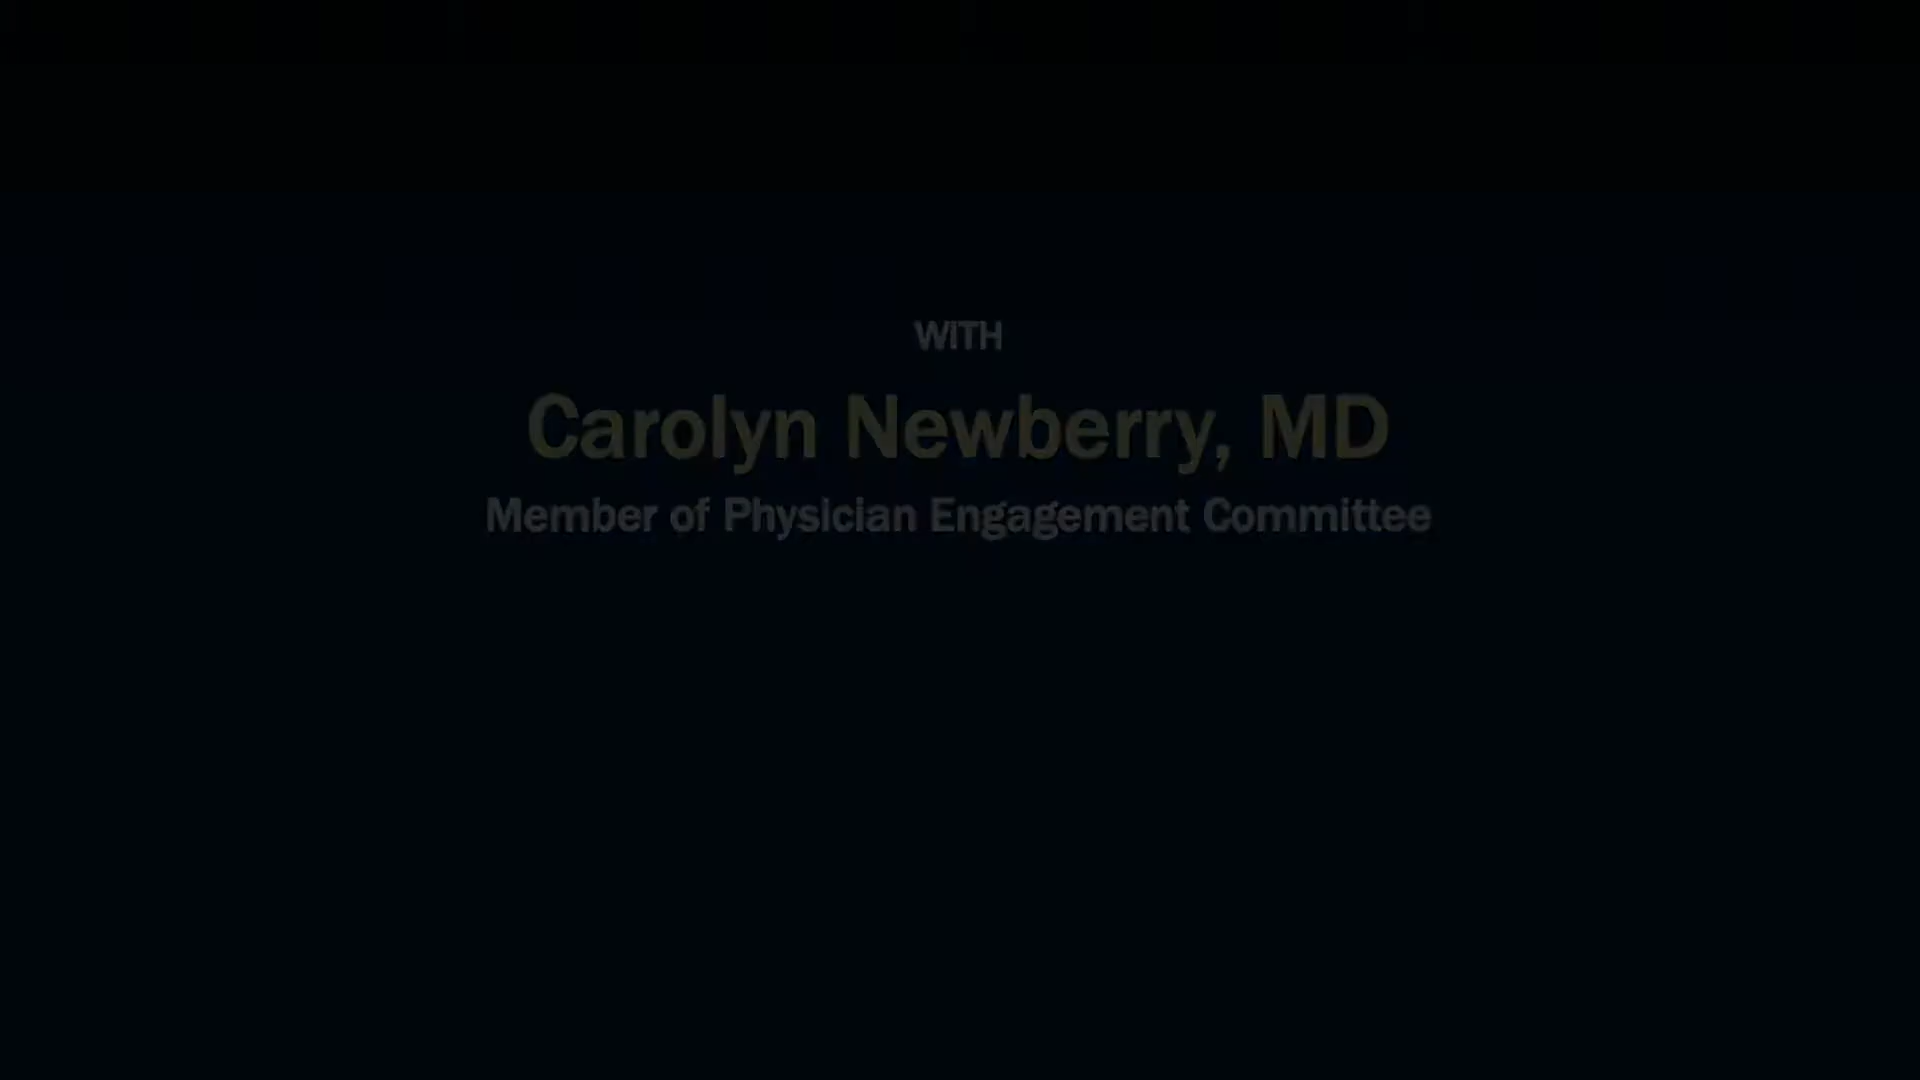 WITH
Carolyn Newberry, MD
Member of Physician Engagement Committee